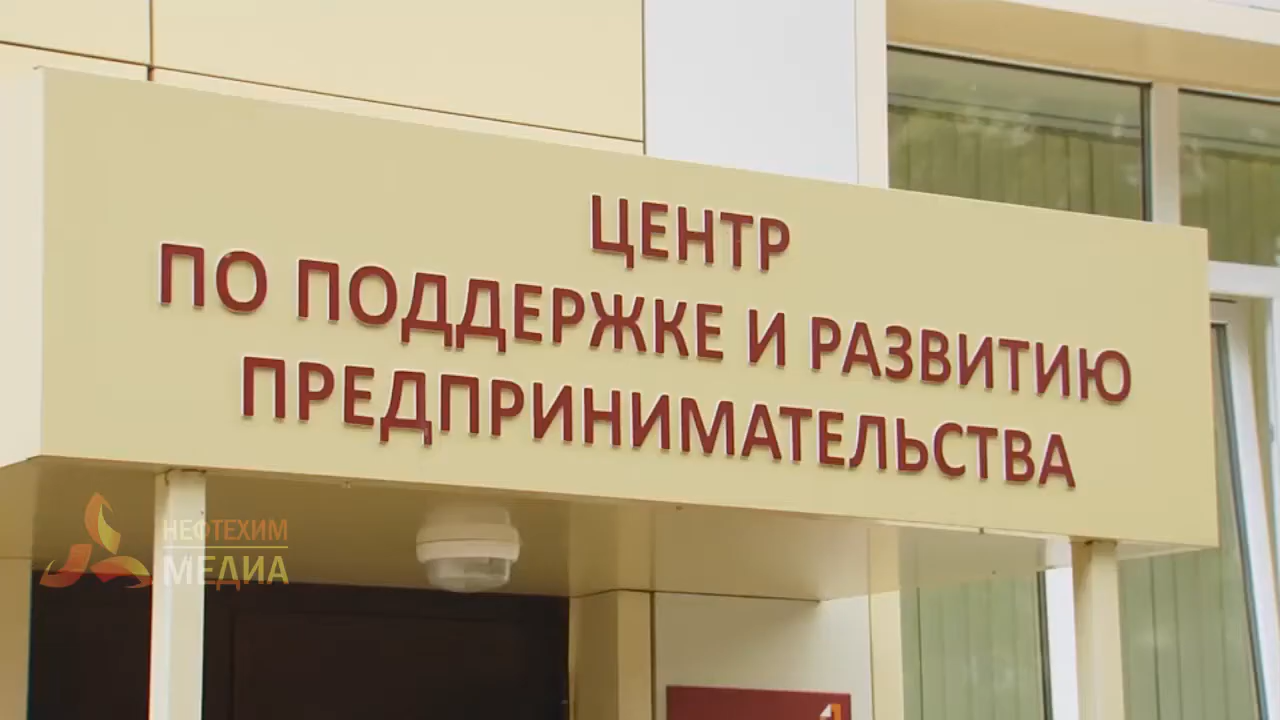 ЦЕНТР
ПО ПОДДЕРЖКЕ И РАЗВИТИЮ
ПРЕДПРИНИМАТЕЛЬСТВА
НЕФТЕХИМ
МЕДИА